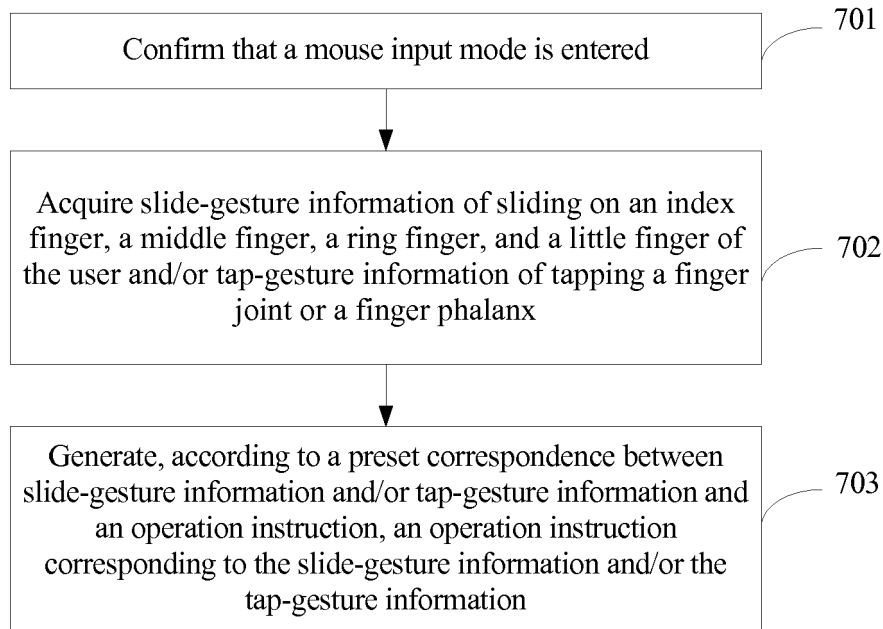 Confirm that a mouse input mode is entered
701
Acquire slide-gesture information of sliding on an index
finger, a middle finger, a ring finger, and a little finger of
the user and/or tap-gesture information of tapping a finger
joint or a finger phalanx
702
Generate, according to a preset correspondence between
slide-gesture information and/or tap-gesture information and
an operation instruction, an operation instruction
corresponding to the slide-gesture information and/or the
tap-gesture information
703